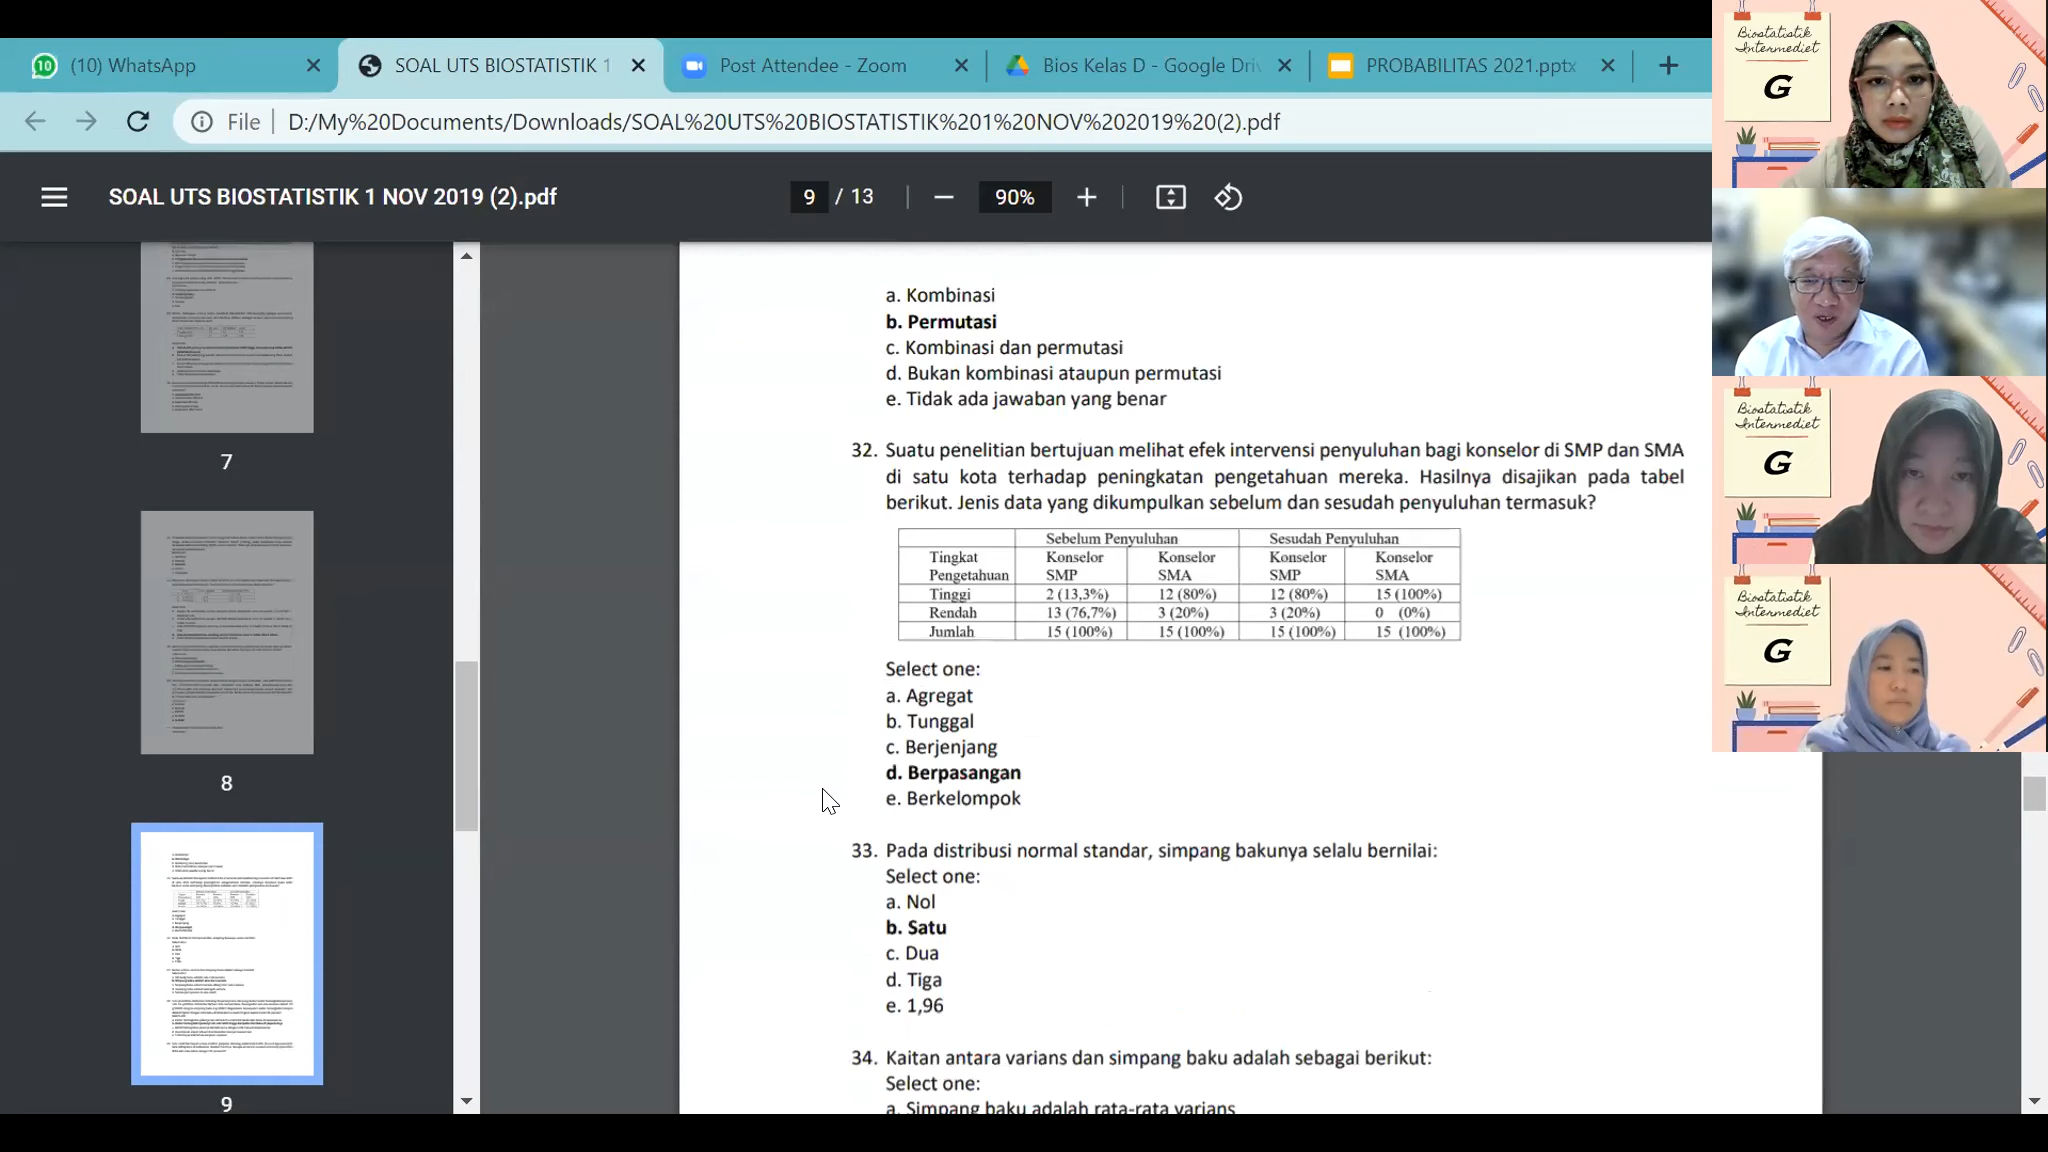 (10) WhatsApp
SOAL UTS BIOSTATISTIK 1
Post Attendee - Zoom
Bios Kelas D - Google Driv
PROBABILITAS 2021.pptx
File
D:/My%20Documents/Downloads/SOAL%20UTS%20BIOSTATISTIK%201%20NOV%202019%20(2).pdf
SOAL UTS BIOSTATISTIK 1 NOV 2019 (2).pdf
9 / 13
90%
7
8
9
a. Kombinasi
b. Permutasi
c. Kombinasi dan permutasi
d. Bukan kombinasi ataupun permutasi
e. Tidak ada jawaban yang benar
32. Suatu penelitian bertujuan melihat efek intervensi penyuluhan bagi konselor di SMP dan SMA
di satu kota terhadap peningkatan pengetahuan mereka. Hasilnya disajikan pada tabel
berikut. Jenis data yang dikumpulkan sebelum dan sesudah penyuluhan termasuk?
Sebelum Penyuluhan Sesudah Penyuluhan
Tingkat Konselor Konselor Konselor Konselor
Pengetahuan SMP SMA SMP SMA
Tinggi 2 (13,3%) 12 (80%) 12 (80%) 15 (100%)
Rendah 13 (76,7%) 3 (20%) 3 (20%) 0 (0%)
Jumlah 15 (100%) 15 (100%) 15 (100%) 15 (100%)
Select one:
a. Agregat
b. Tunggal
c. Berjenjang
d. Berpasangan
e. Berkelompok
33. Pada distribusi normal standar, simpang bakunya selalu bernilai:
Select one:
a. Nol
b. Satu
c. Dua
d. Tiga
e. 1,96
34. Kaitan antara varians dan simpang baku adalah sebagai berikut:
Select one:
a. Simpang baku adalah rata-rata varians
Biostatistik
Intermediet
G
Biostatistik
Intermediet
G
Biostatistik
Intermediet
G